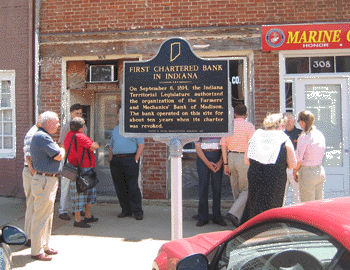 FIRST CHARTERED BANK
IN INDIANA
On September 6, 1814, the Indiana
Territorial Legislature authorized
the organization of the Farmers'
and Mechanics' Bank of Madison.
The bank operated on this site for
about ten years when its charter
was revoked.
CO.
MARINE
HONOR
308